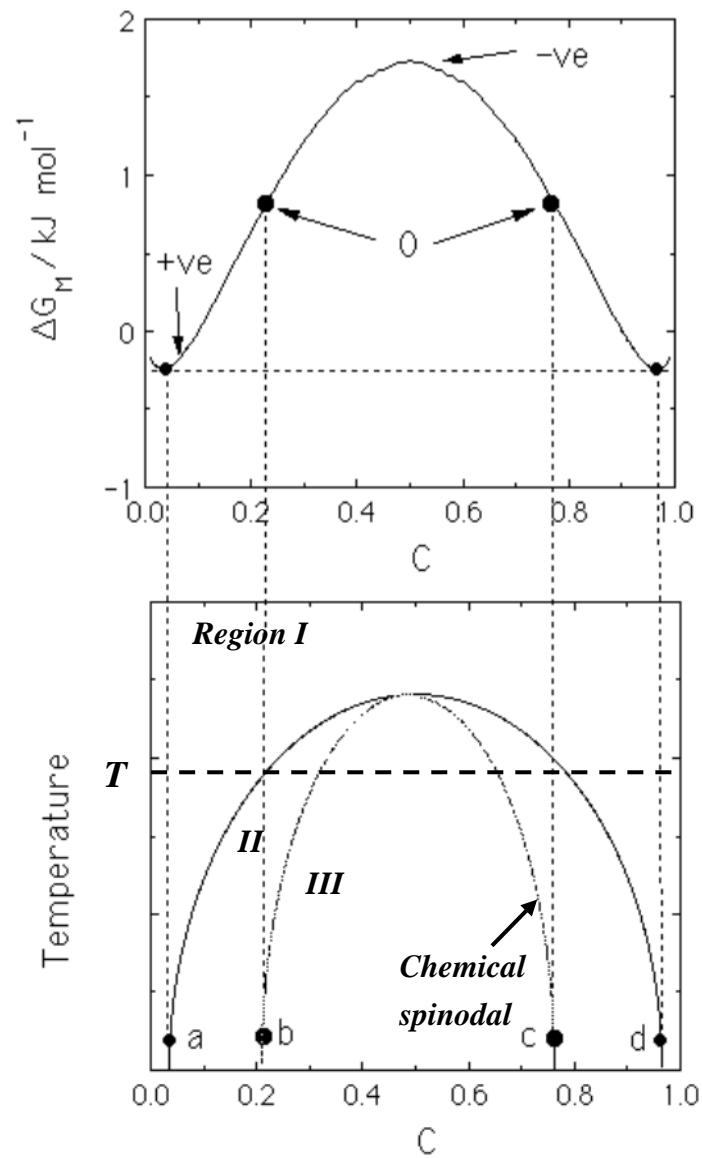 2
−ve
1
0
+ve
0
−1
ΔG_M / kJ mol⁻¹
0.0 0.2 0.4 0.6 0.8 1.0
C
Region I
T
II
III
Chemical
spinodal
a b c d
Temperature
0.0 0.2 0.4 0.6 0.8 1.0
C